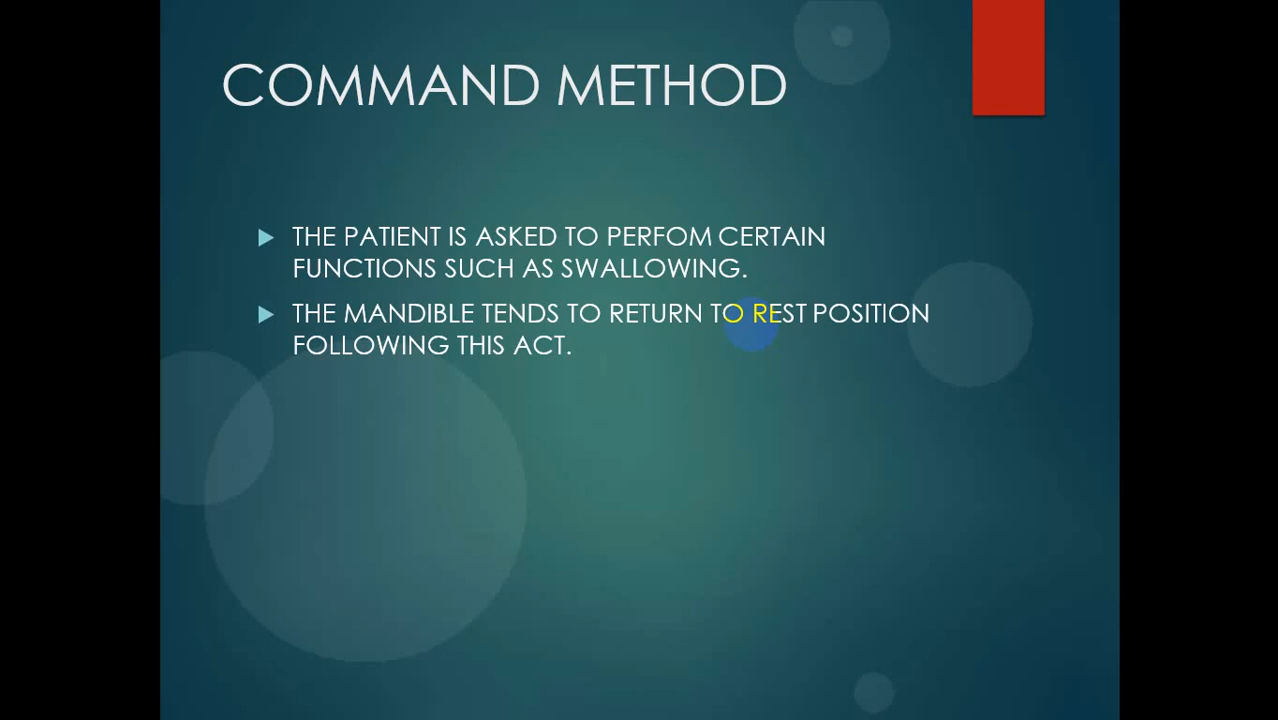 COMMAND METHOD
THE PATIENT IS ASKED TO PERFOM CERTAIN
FUNCTIONS SUCH AS SWALLOWING.
THE MANDIBLE TENDS TO RETURN TO REST POSITION
FOLLOWING THIS ACT.